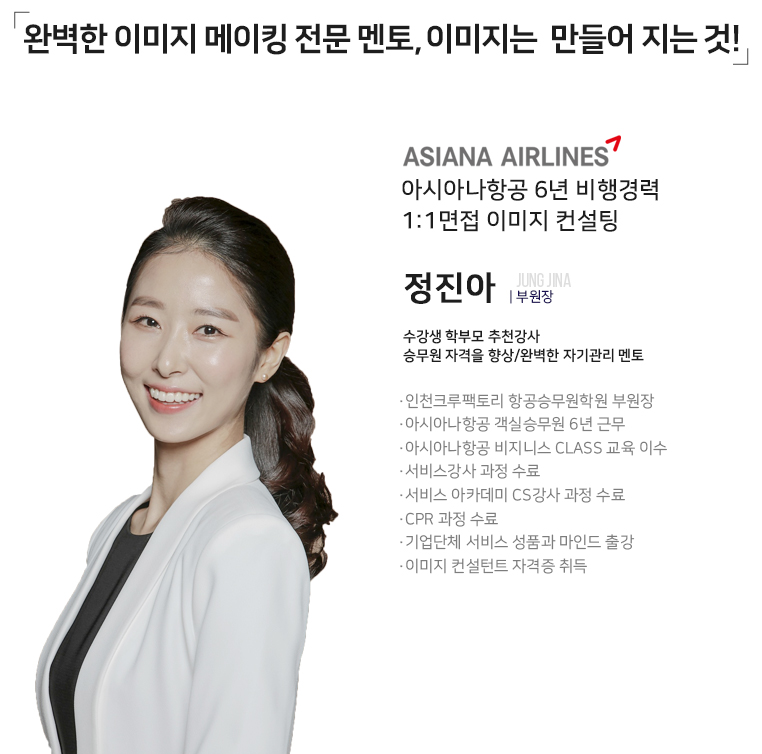 완벽한 이미지 메이킹 전문 멘토, 이미지는 만들어 지는 것!
ASIANA AIRLINES
아시아나항공 6년 비행경력
1:1면접 이미지 컨설팅
정진아 JUNG JINA
| 부원장
수강생 학부모 추천강사
승무원 자격을 향상/완벽한 자기관리 멘토
·인천크루팩토리 항공승무원학원 부원장
·아시아나항공 객실승무원 6년 근무
·아시아나항공 비지니스 CLASS 교육 이수
·서비스강사 과정 수료
·서비스 아카데미 CS강사 과정 수료
·CPR 과정 수료
·기업단체 서비스 성품과 마인드 출강
·이미지 컨설턴트 자격증 취득